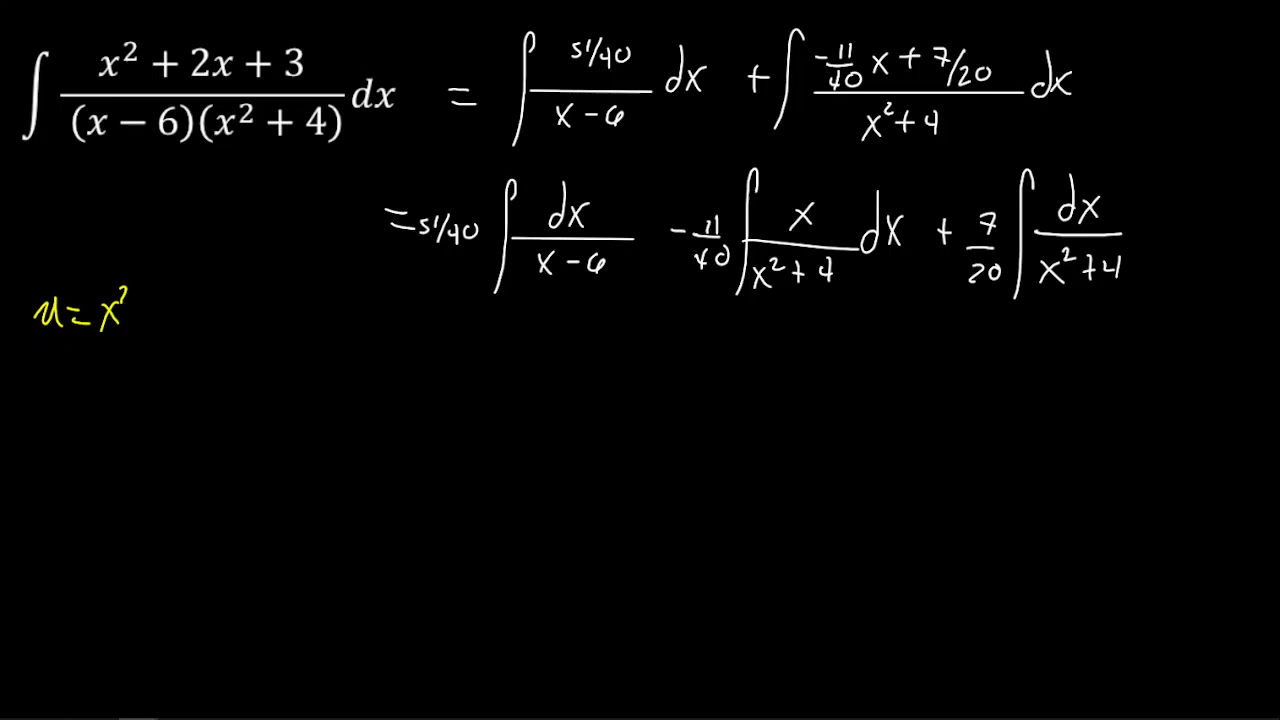 ∫ (x² + 2x + 3)/((x − 6)(x² + 4)) dx = ∫ (51/40)/(x − 6) dx + ∫ (−11/40 x + 7/20)/(x² + 4) dx
= 51/40 ∫ dx/(x − 6) − 11/40 ∫ x/(x² + 4) dx + 7/20 ∫ dx/(x² + 4)
u = x²